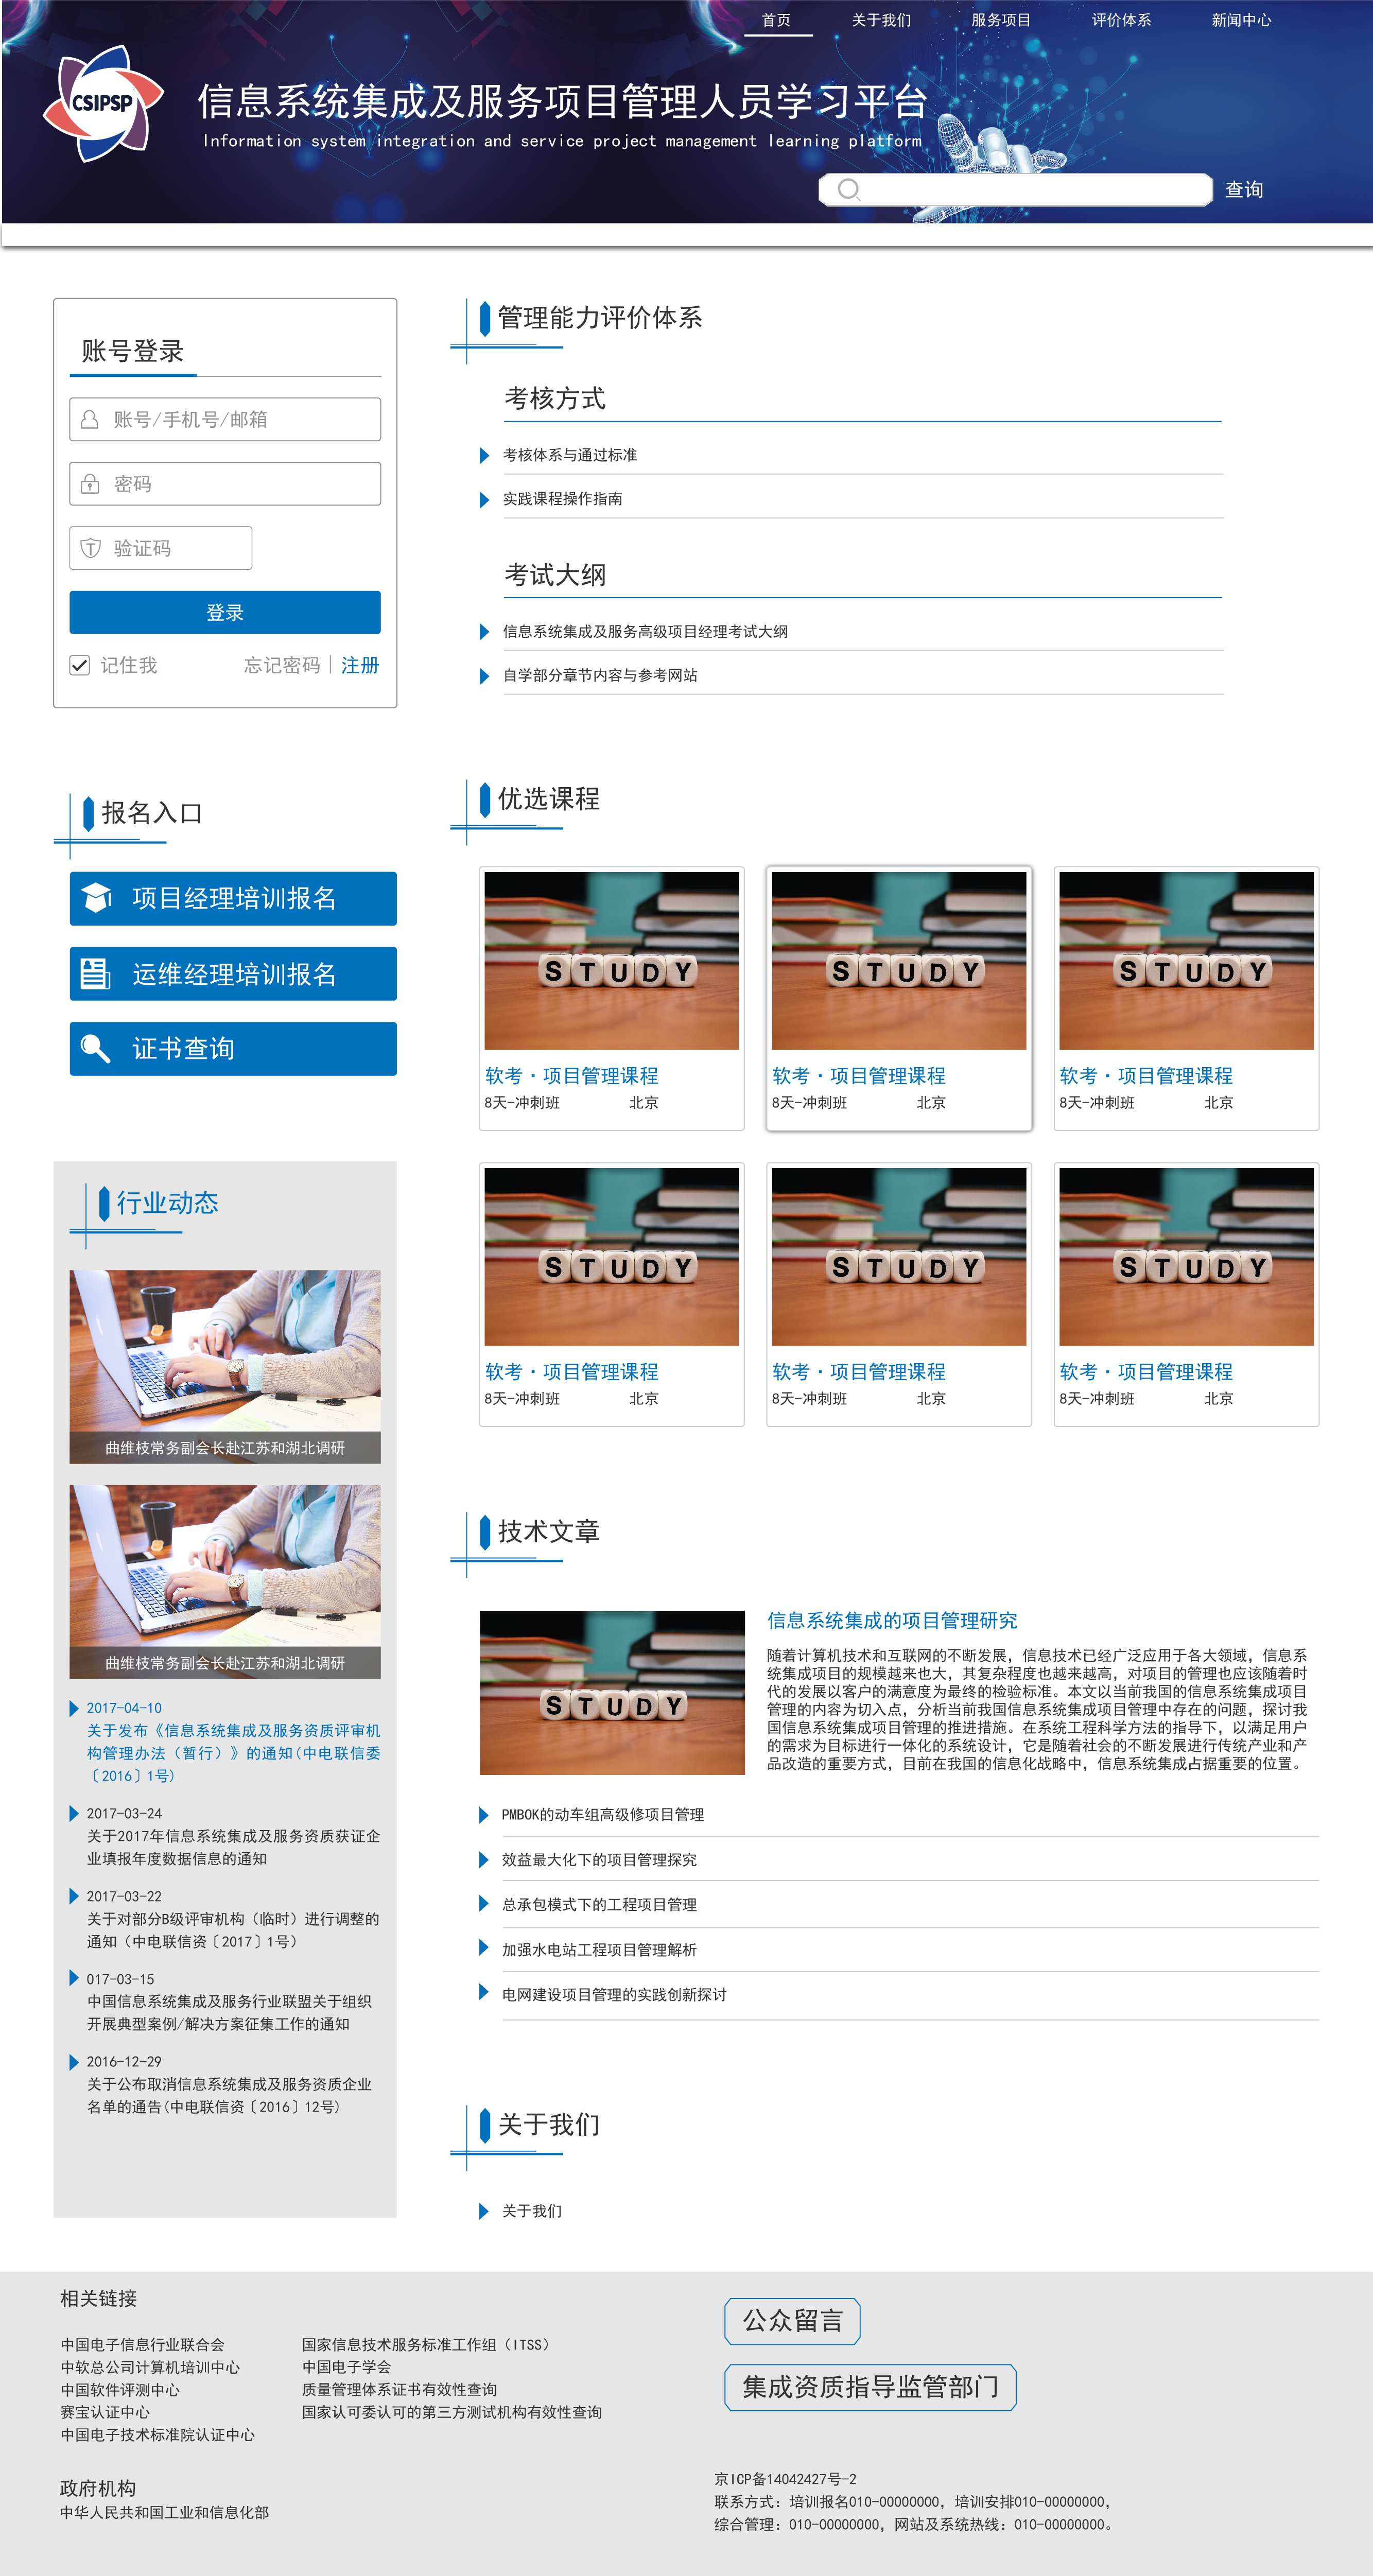 首页
关于我们
服务项目
评价体系
新闻中心
CSIPSP
信息系统集成及服务项目管理人员学习平台
Information system integration and service project management learning platform
查询
账号登录
账号/手机号/邮箱
密码
验证码
登录
记住我
忘记密码
注册
管理能力评价体系
考核方式
考核体系与通过标准
实践课程操作指南
考试大纲
信息系统集成及服务高级项目经理考试大纲
自学部分章节内容与参考网站
报名入口
项目经理培训报名
运维经理培训报名
证书查询
优选课程
STUDY
STUDY
STUDY
软考·项目管理课程
8天-冲刺班 北京
软考·项目管理课程
8天-冲刺班 北京
软考·项目管理课程
8天-冲刺班 北京
STUDY
STUDY
STUDY
软考·项目管理课程
8天-冲刺班 北京
软考·项目管理课程
8天-冲刺班 北京
软考·项目管理课程
8天-冲刺班 北京
行业动态
曲维枝常务副会长赴江苏和湖北调研
曲维枝常务副会长赴江苏和湖北调研
2017-04-10
关于发布《信息系统集成及服务资质评审机
构管理办法（暂行）》的通知(中电联信委
〔2016〕1号)
2017-03-24
关于2017年信息系统集成及服务资质获证企
业填报年度数据信息的通知
2017-03-22
关于对部分B级评审机构（临时）进行调整的
通知（中电联信资〔2017〕1号）
017-03-15
中国信息系统集成及服务行业联盟关于组织
开展典型案例/解决方案征集工作的通知
2016-12-29
关于公布取消信息系统集成及服务资质企业
名单的通告(中电联信资〔2016〕12号)
技术文章
STUDY
信息系统集成的项目管理研究
随着计算机技术和互联网的不断发展，信息技术已经广泛应用于各大领域，信息系
统集成项目的规模越来也大，其复杂程度也越来越高，对项目的管理也应该随着时
代的发展以客户的满意度为最终的检验标准。本文以当前我国的信息系统集成项目
管理的内容为切入点，分析当前我国信息系统集成项目管理中存在的问题，探讨我
国信息系统集成项目管理的推进措施。在系统工程科学方法的指导下，以满足用户
的需求为目标进行一体化的系统设计，它是随着社会的不断发展进行传统产业和产
品改造的重要方式，目前在我国的信息化战略中，信息系统集成占据重要的位置。
PMBOK的动车组高级修项目管理
效益最大化下的项目管理探究
总承包模式下的工程项目管理
加强水电站工程项目管理解析
电网建设项目管理的实践创新探讨
关于我们
关于我们
相关链接
中国电子信息行业联合会
中软总公司计算机培训中心
中国软件评测中心
赛宝认证中心
中国电子技术标准院认证中心
国家信息技术服务标准工作组（ITSS）
中国电子学会
质量管理体系证书有效性查询
国家认可委认可的第三方测试机构有效性查询
政府机构
中华人民共和国工业和信息化部
公众留言
集成资质指导监管部门
京ICP备14042427号-2
联系方式：培训报名010-00000000，培训安排010-00000000，
综合管理：010-00000000，网站及系统热线：010-00000000。